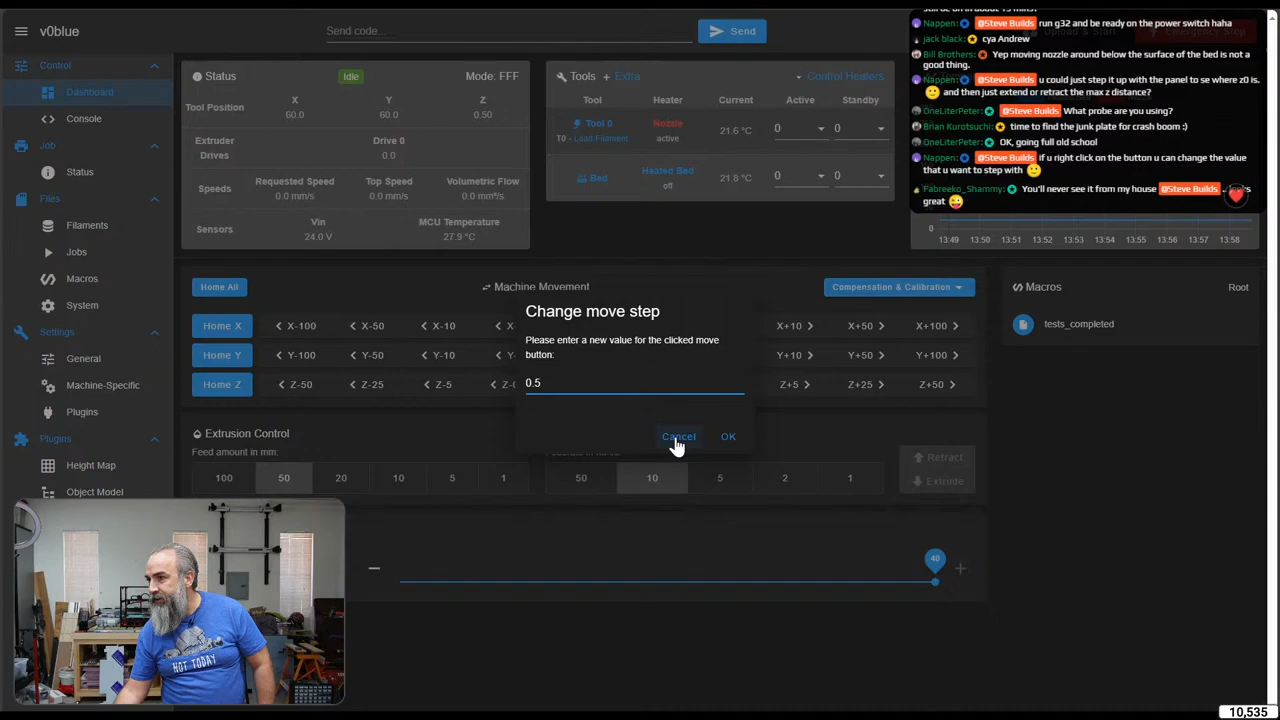 v0blue
Send code...
Send
Control
Dashboard
Console
Job
Status
Files
Filaments
Jobs
Macros
System
Settings
General
Machine-Specific
Plugins
Plugins
Height Map
Object Model
Status
Idle
Mode: FFF
Tool Position
X
Y
Z
60.0
60.0
0.50
Extruder Drives
Drive 0
0.0
Speeds
Requested Speed
Top Speed
Volumetric Flow
0.0 mm/s
0.0 mm/s
0.0 mm³/s
Sensors
Vin
MCU Temperature
24.0 V
27.9 °C
Tools + Extra
Control Heaters
Tool
Heater
Current
Active
Standby
Tool 0
T0 - Load Filament
Nozzle
active
21.6 °C
0
0
Bed
Heated Bed
off
21.8 °C
0
0
Nappen: @Steve Builds run g32 and be ready on the power switch haha
jack black: cya Andrew
Bill Brothers: Yep moving nozzle around below the surface of the bed is not a
good thing.
Nappen: @Steve Builds u could just step it up with the panel to se where z0 is.
and then just extend or retract the max z distance?
OneLiterPeter: @Steve Builds What probe are you using?
Brian Kurotsuchi: time to find the junk plate for crash boom :)
OneLiterPeter: OK, going full old school
Nappen: @Steve Builds if u right click on the button u can change the value
that u want to step with
Fabreeko_Shammy: You'll never see it from my house @Steve Builds
great
0
13:49 13:50 13:51 13:52 13:53 13:54 13:55 13:56 13:57 13:58
Home All
Machine Movement
Compensation & Calibration
Home X
X-100
X-50
X-10
X+10
X+50
X+100
Home Y
Y-100
Y-50
Y-10
Y+10
Y+50
Y+100
Home Z
Z-50
Z-25
Z-5
Z+5
Z+25
Z+50
Change move step
Please enter a new value for the clicked move
button:
0.5
Cancel
OK
Macros
Root
tests_completed
Extrusion Control
Feed amount in mm:
100
50
20
10
5
1
50
10
5
2
1
Retract
Extrude
40
HOT TODAY
10,535